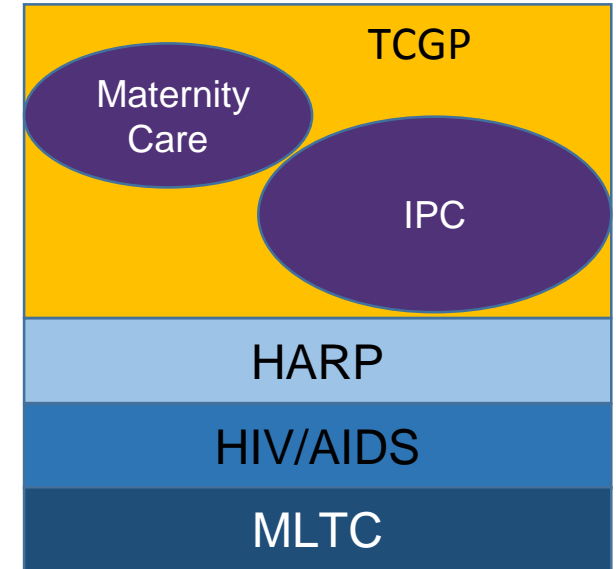 TCGP
Maternity
Care
IPC
HARP
HIV/AIDS
MLTC